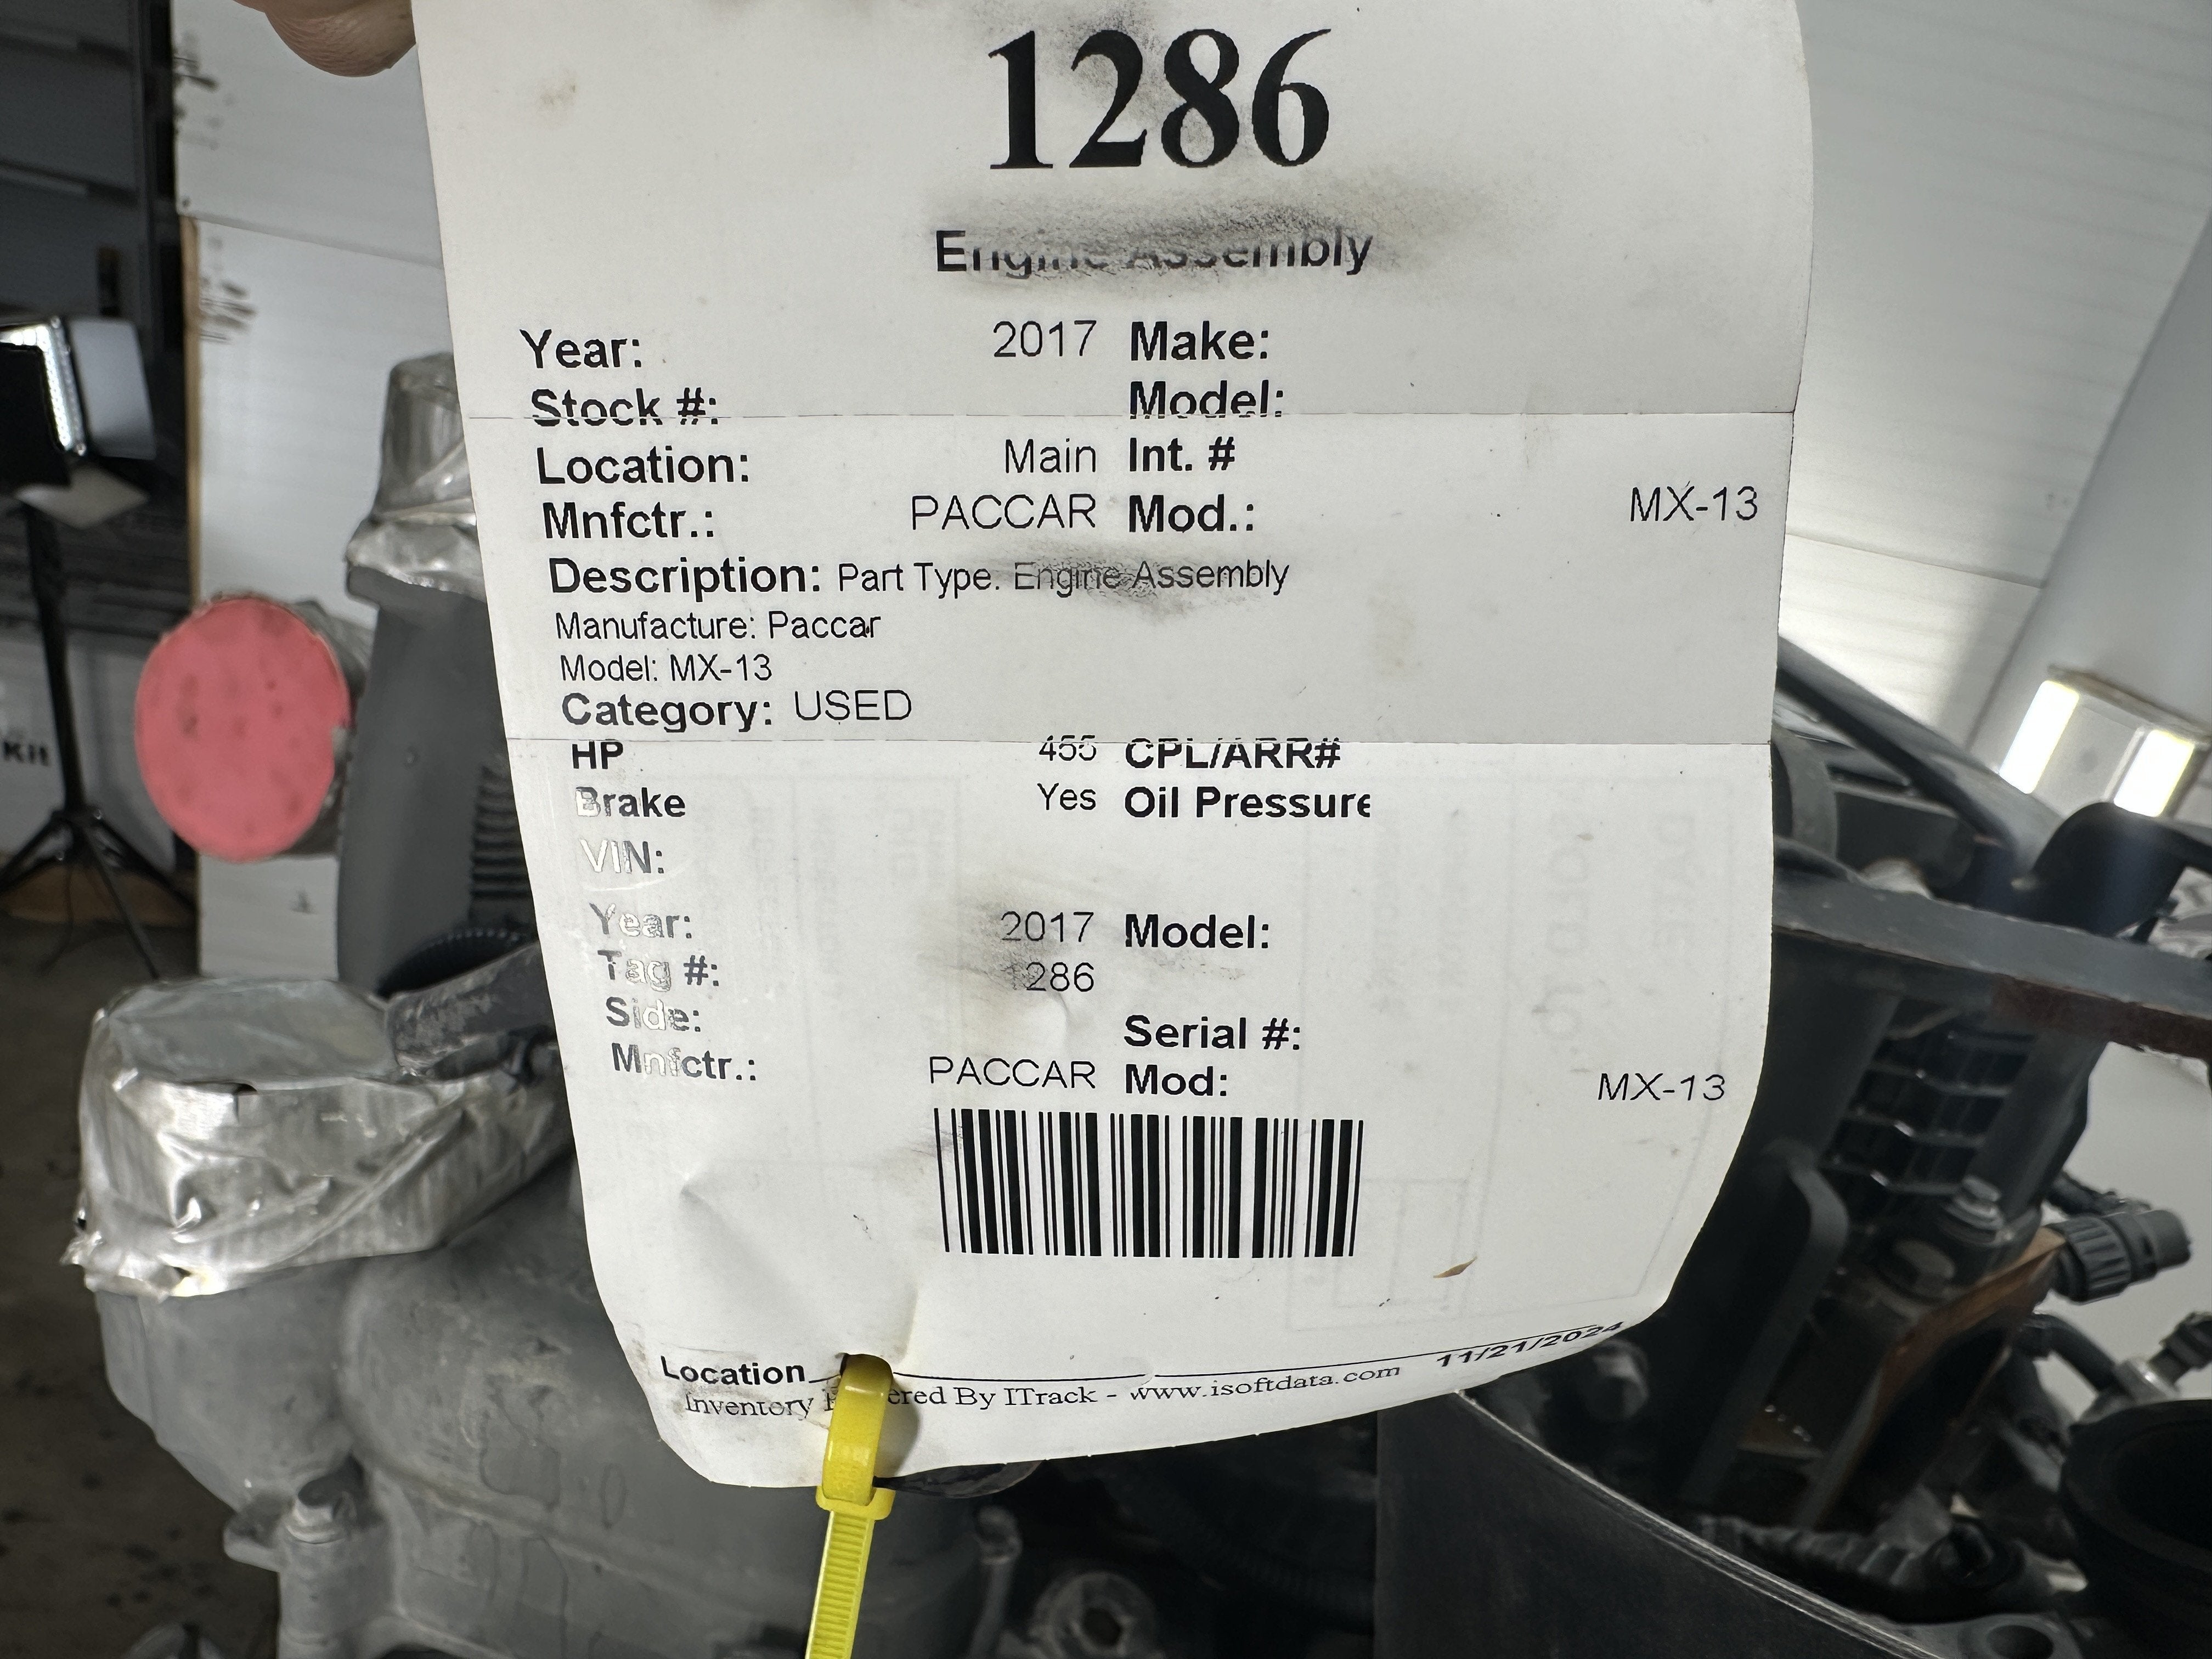 1286
Engine Assembly
Year: 2017 Make:
Stock #: Model:
Location: Main Int. #
Mnfctr.: PACCAR Mod.: MX-13
Description: Part Type. Engine Assembly
Manufacture: Paccar
Model: MX-13
Category: USED
HP 455 CPL/ARR#
Brake Yes Oil Pressure
VIN:
Year: 2017 Model:
Tag #: 1286
Side: Serial #:
Mnfctr.: PACCAR Mod: MX-13
Location 11/21/2024
Inventory By ITrack - www.isoftdata.com
Kit